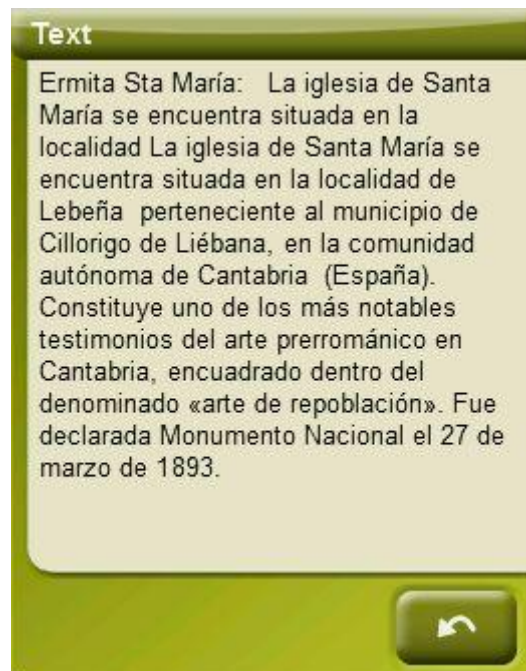 Text
Ermita Sta María:   La iglesia de Santa
María se encuentra situada en la
localidad La iglesia de Santa María se
encuentra situada en la localidad de
Lebeña  perteneciente al municipio de
Cillorigo de Liébana, en la comunidad
autónoma de Cantabria  (España).
Constituye uno de los más notables
testimonios del arte prerrománico en
Cantabria, encuadrado dentro del
denominado «arte de repoblación». Fue
declarada Monumento Nacional el 27 de
marzo de 1893.